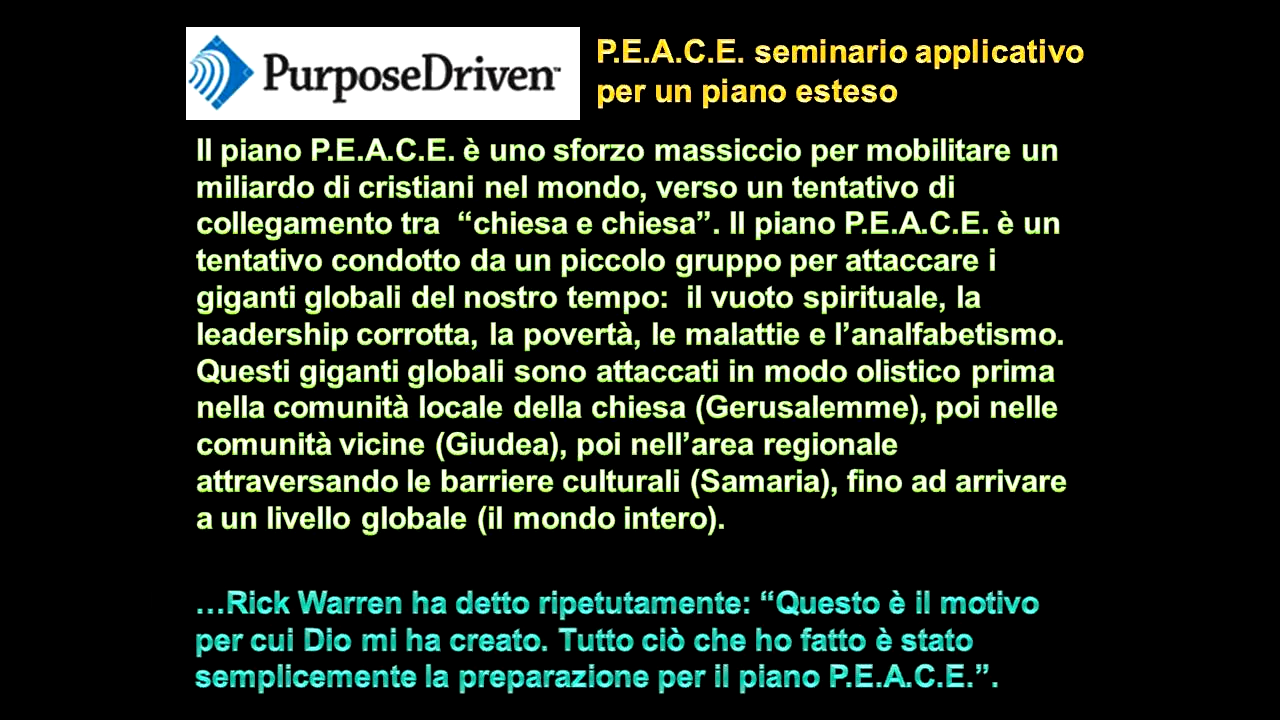 PurposeDriven™
P.E.A.C.E. seminario applicativo
per un piano esteso
Il piano P.E.A.C.E. è uno sforzo massiccio per mobilitare un
miliardo di cristiani nel mondo, verso un tentativo di
collegamento tra “chiesa e chiesa”. Il piano P.E.A.C.E. è un
tentativo condotto da un piccolo gruppo per attaccare i
giganti globali del nostro tempo: il vuoto spirituale, la
leadership corrotta, la povertà, le malattie e l’analfabetismo.
Questi giganti globali sono attaccati in modo olistico prima
nella comunità locale della chiesa (Gerusalemme), poi nelle
comunità vicine (Giudea), poi nell’area regionale
attraversando le barriere culturali (Samaria), fino ad arrivare
a un livello globale (il mondo intero).
…Rick Warren ha detto ripetutamente: “Questo è il motivo
per cui Dio mi ha creato. Tutto ciò che ho fatto è stato
semplicemente la preparazione per il piano P.E.A.C.E.”.